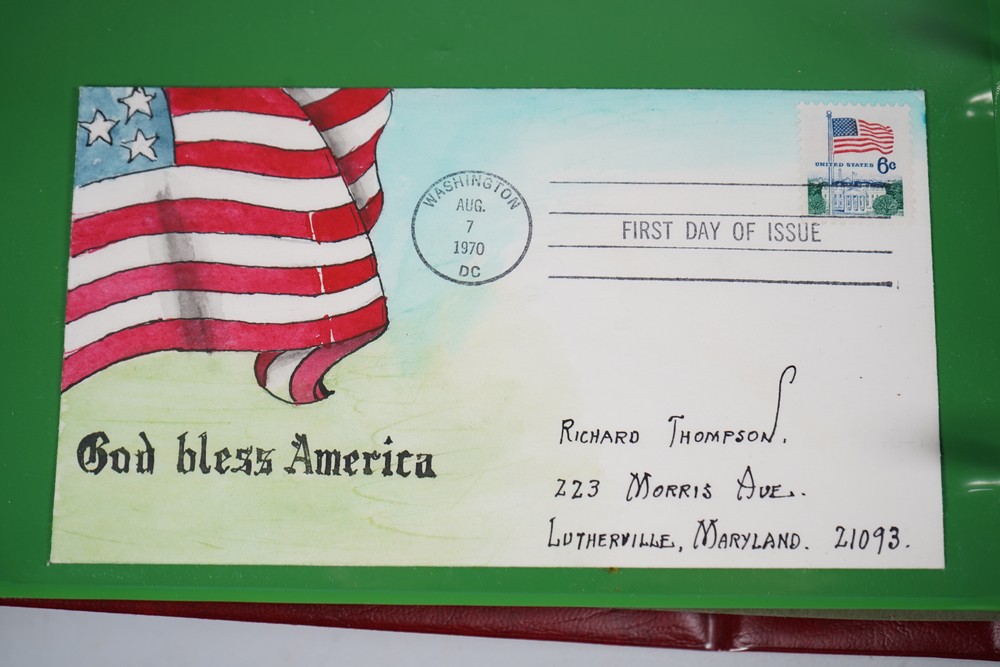 UNITED STATES 6c
WASHINGTON
AUG.
7
1970
DC
FIRST DAY OF ISSUE
God bless America
RICHARD THOMPSON.
223 MORRIS AVE.
LUTHERVILLE, MARYLAND. 21093.